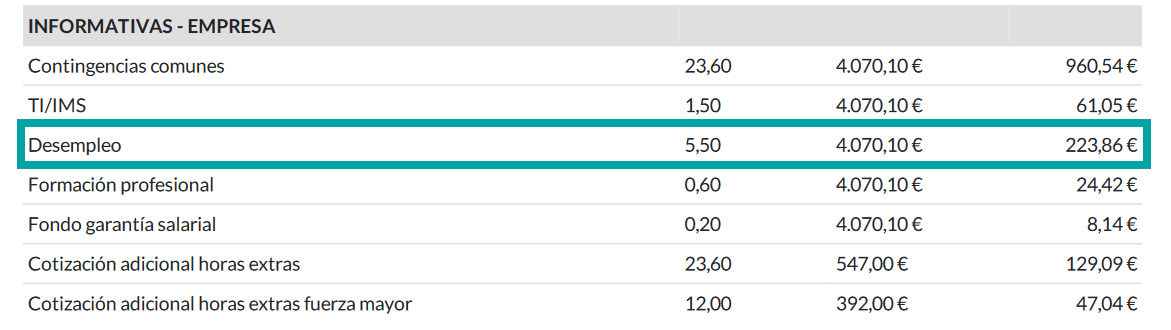 INFORMATIVAS - EMPRESA
Contingencias comunes 23,60 4.070,10 € 960,54 €
TI/IMS 1,50 4.070,10 € 61,05 €
Desempleo 5,50 4.070,10 € 223,86 €
Formación profesional 0,60 4.070,10 € 24,42 €
Fondo garantía salarial 0,20 4.070,10 € 8,14 €
Cotización adicional horas extras 23,60 547,00 € 129,09 €
Cotización adicional horas extras fuerza mayor 12,00 392,00 € 47,04 €